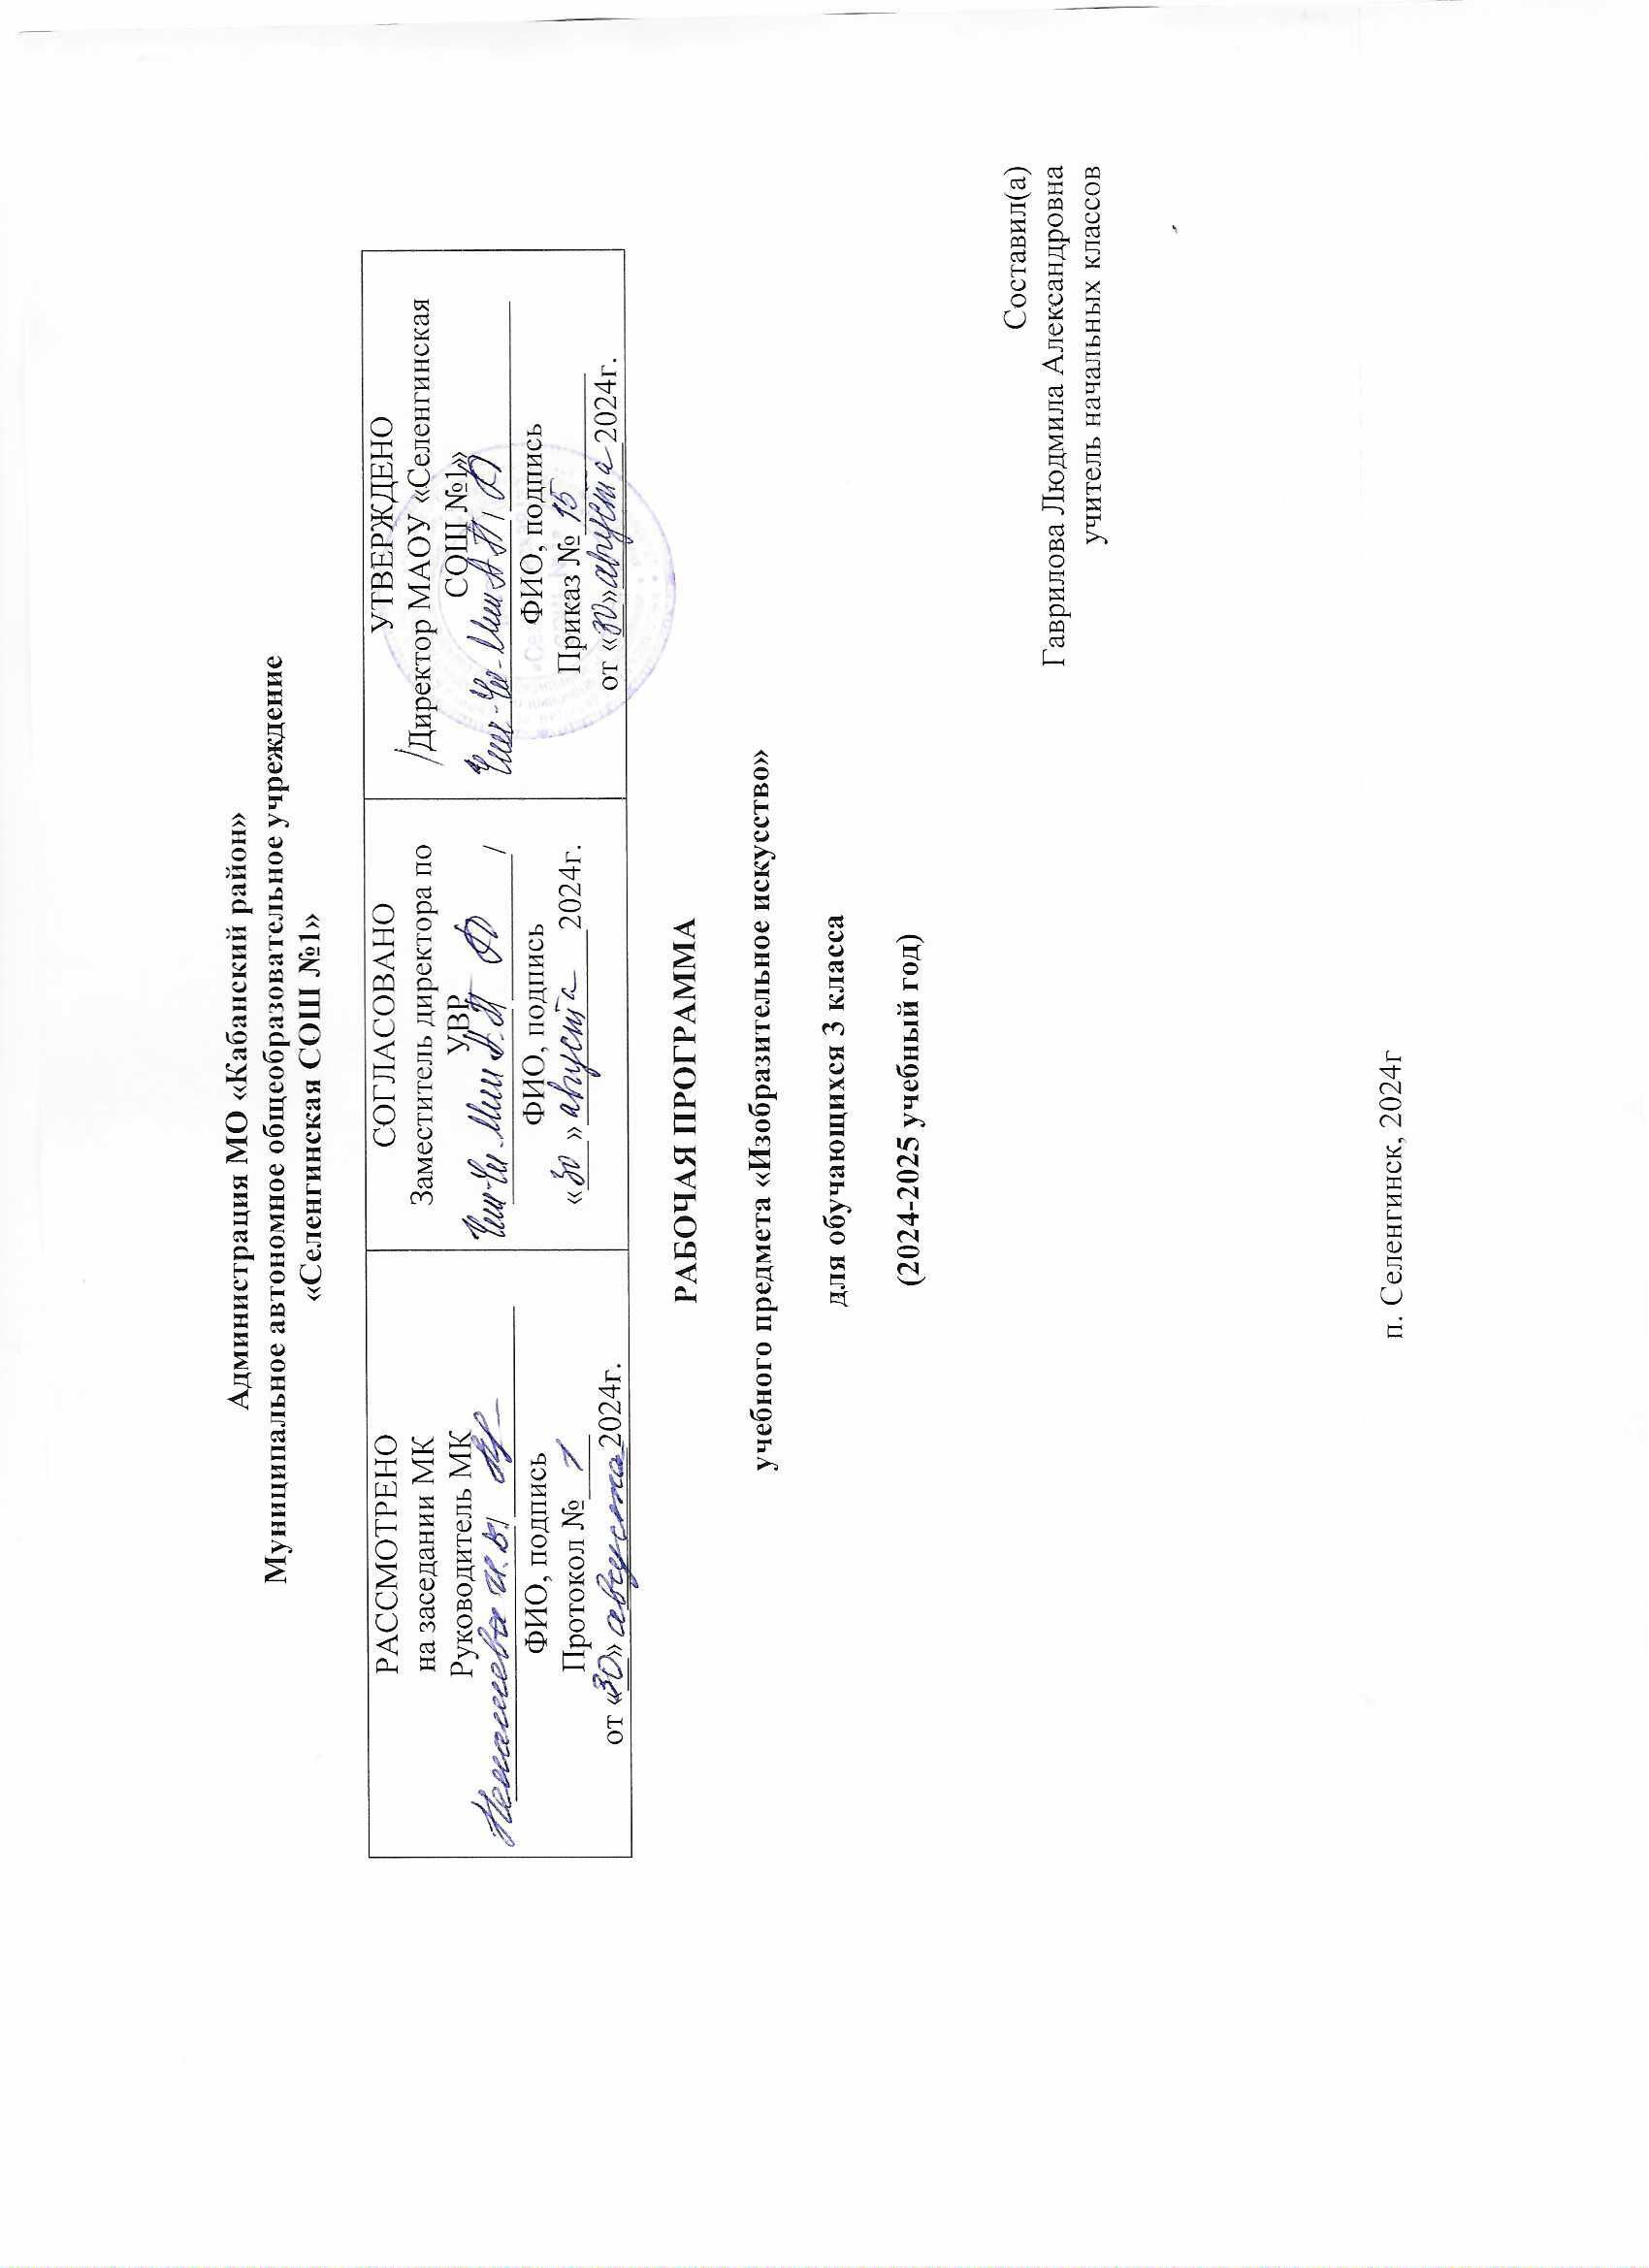 Администрация МО «Кабанский район»
Муниципальное автономное общеобразовательное учреждение
«Селенгинская СОШ №1»
РАССМОТРЕНО
на заседании МК
Руководитель МК
И.В.
ФИО, подпись
Протокол № 1
от «30» августа 2024г.
СОГЛАСОВАНО
Заместитель директора по
УВР
ФИО, подпись
«30» августа 2024г.
УТВЕРЖДЕНО
Директор МАОУ «Селенгинская
СОШ №1»
ФИО, подпись
Приказ № 15
от «30» августа 2024г.
РАБОЧАЯ ПРОГРАММА
учебного предмета «Изобразительное искусство»
для обучающихся 3 класса
(2024-2025 учебный год)
Составил(а)
Гаврилова Людмила Александровна
учитель начальных классов
п. Селенгинск, 2024г